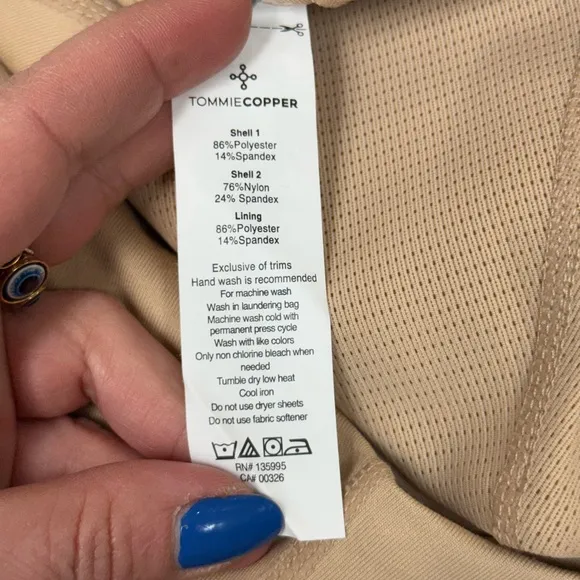 TOMMIECOPPER
Shell 1
86%Polyester
14%Spandex
Shell 2
76%Nylon
24% Spandex
Lining
86%Polyester
14%Spandex
Exclusive of trims
Hand wash is recommended
For machine wash
Wash in laundering bag
Machine wash cold with
permanent press cycle
Wash with like colors
Only non chlorine bleach when
needed
Tumble dry low heat
Cool iron
Do not use dryer sheets
Do not use fabric softener
RN# 135995
CA# 00326